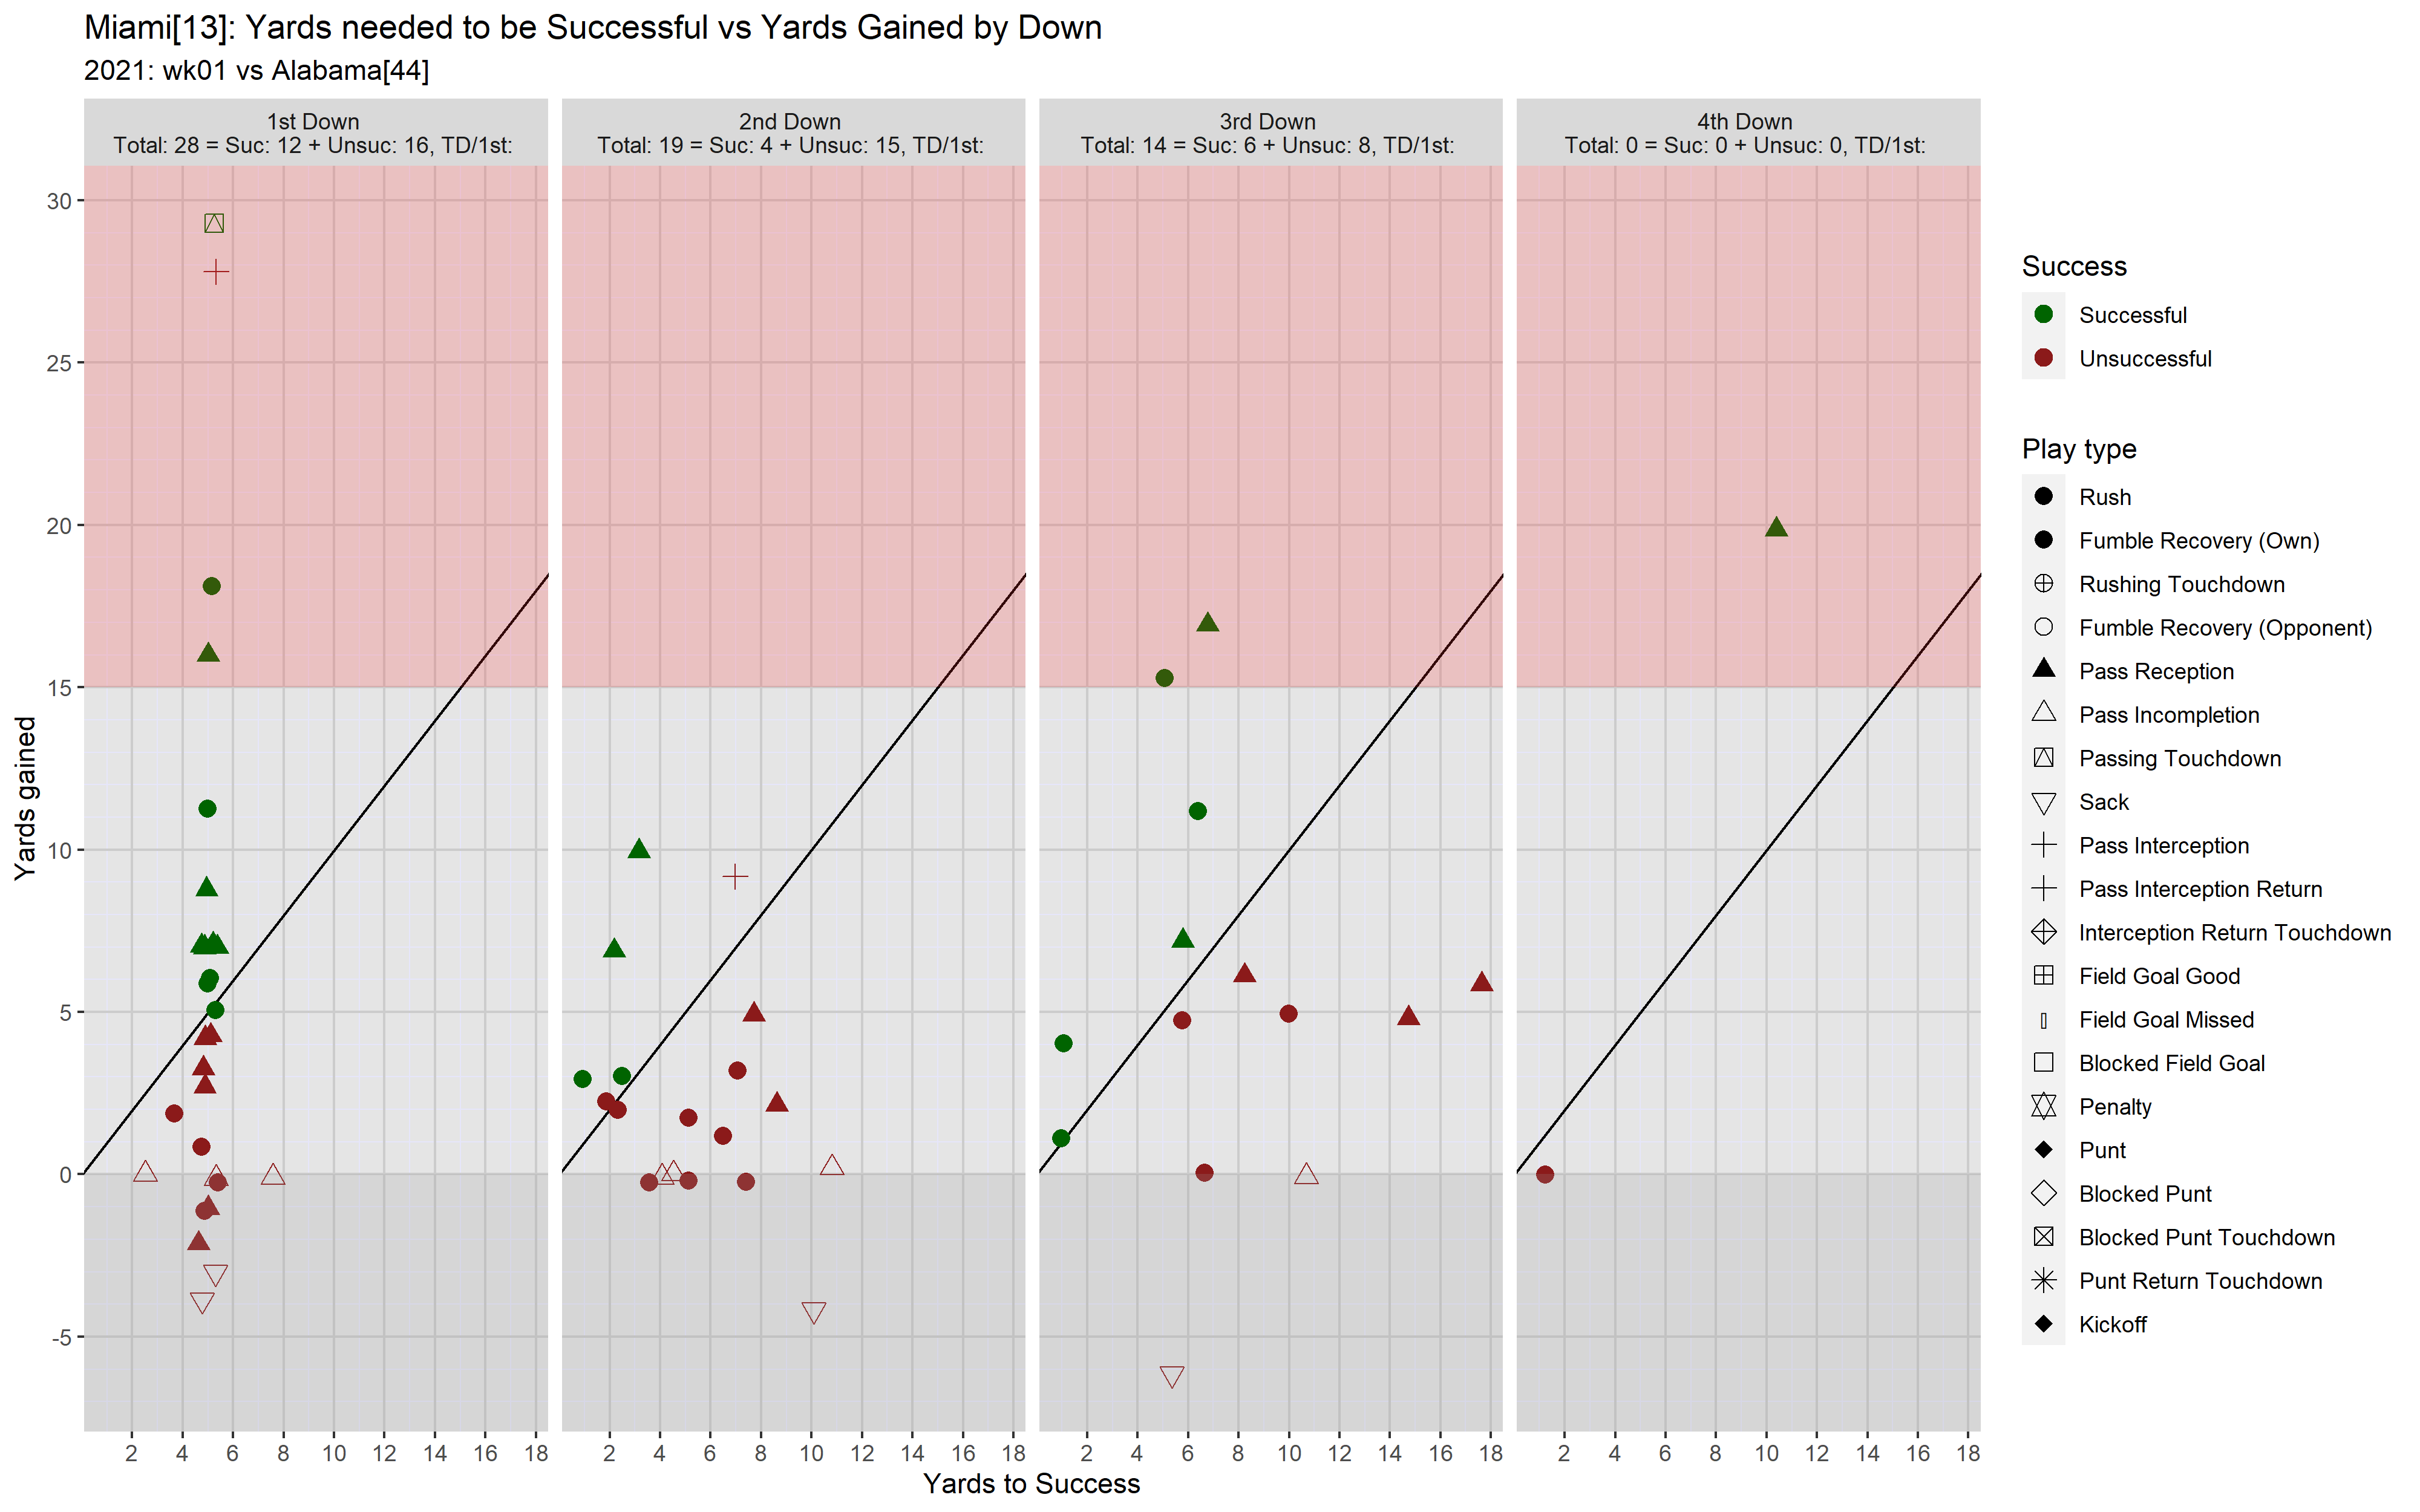 Miami[13]: Yards needed to be Successful vs Yards Gained by Down
2021: wk01 vs Alabama[44]
1st Down
Total: 28 = Suc: 12 + Unsuc: 16, TD/1st:
2nd Down
Total: 19 = Suc: 4 + Unsuc: 15, TD/1st:
3rd Down
Total: 14 = Suc: 6 + Unsuc: 8, TD/1st:
4th Down
Total: 0 = Suc: 0 + Unsuc: 0, TD/1st:
Yards gained
30
25
20
15
10
5
0
-5
2 4 6 8 10 12 14 16 18
2 4 6 8 10 12 14 16 18
2 4 6 8 10 12 14 16 18
2 4 6 8 10 12 14 16 18
Yards to Success
Success
Successful
Unsuccessful
Play type
Rush
Fumble Recovery (Own)
Rushing Touchdown
Fumble Recovery (Opponent)
Pass Reception
Pass Incompletion
Passing Touchdown
Sack
Pass Interception
Pass Interception Return
Interception Return Touchdown
Field Goal Good
Field Goal Missed
Blocked Field Goal
Penalty
Punt
Blocked Punt
Blocked Punt Touchdown
Punt Return Touchdown
Kickoff